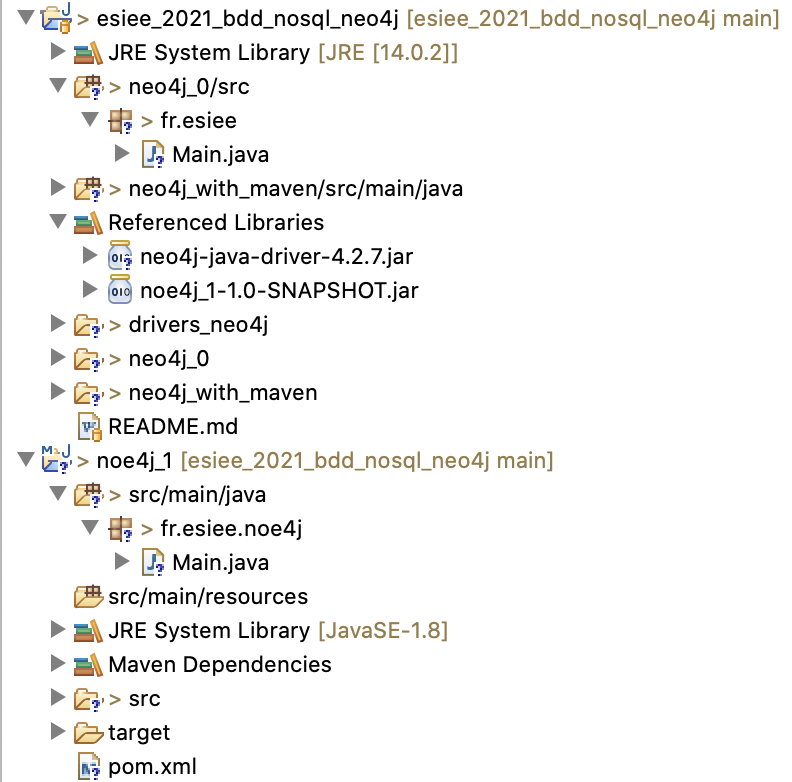 > esiee_2021_bdd_nosql_neo4j [esiee_2021_bdd_nosql_neo4j main]
JRE System Library [JRE [14.0.2]]
> neo4j_0/src
> fr.esiee
Main.java
> neo4j_with_maven/src/main/java
Referenced Libraries
neo4j-java-driver-4.2.7.jar
noe4j_1-1.0-SNAPSHOT.jar
> drivers_neo4j
> neo4j_0
> neo4j_with_maven
README.md
> noe4j_1 [esiee_2021_bdd_nosql_neo4j main]
> src/main/java
> fr.esiee.noe4j
Main.java
src/main/resources
JRE System Library [JavaSE-1.8]
Maven Dependencies
> src
target
pom.xml